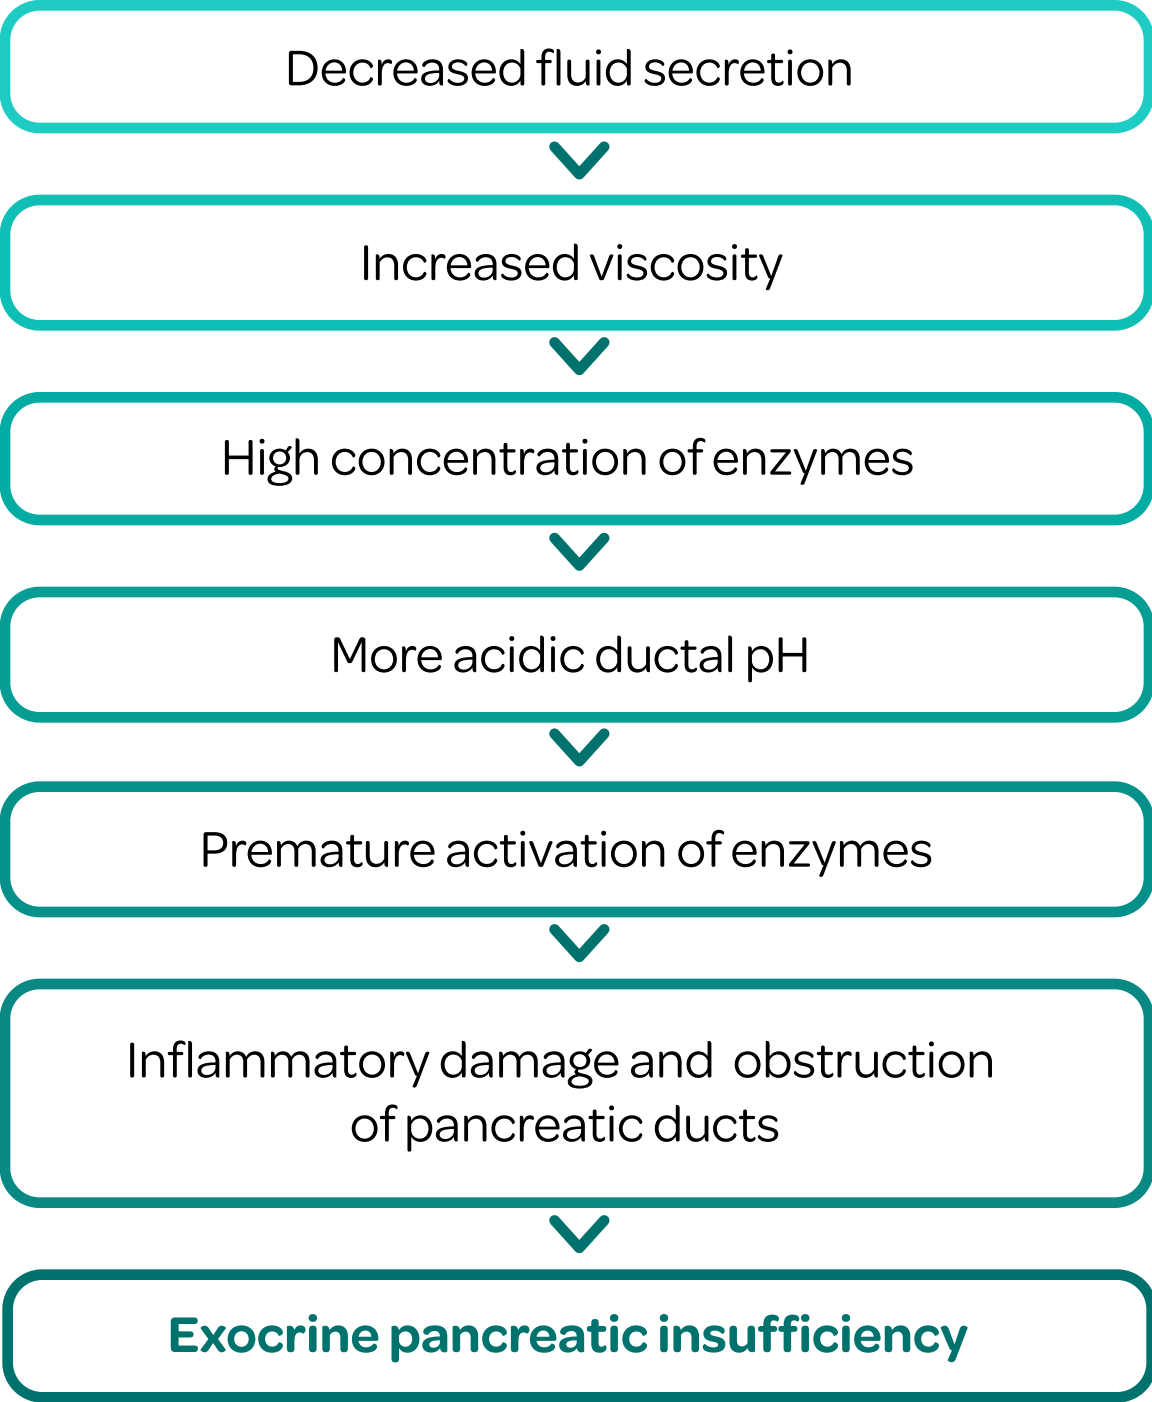 Decreased fluid secretion
Increased viscosity
High concentration of enzymes
More acidic ductal pH
Premature activation of enzymes
Inflammatory damage and obstruction
of pancreatic ducts
Exocrine pancreatic insufficiency